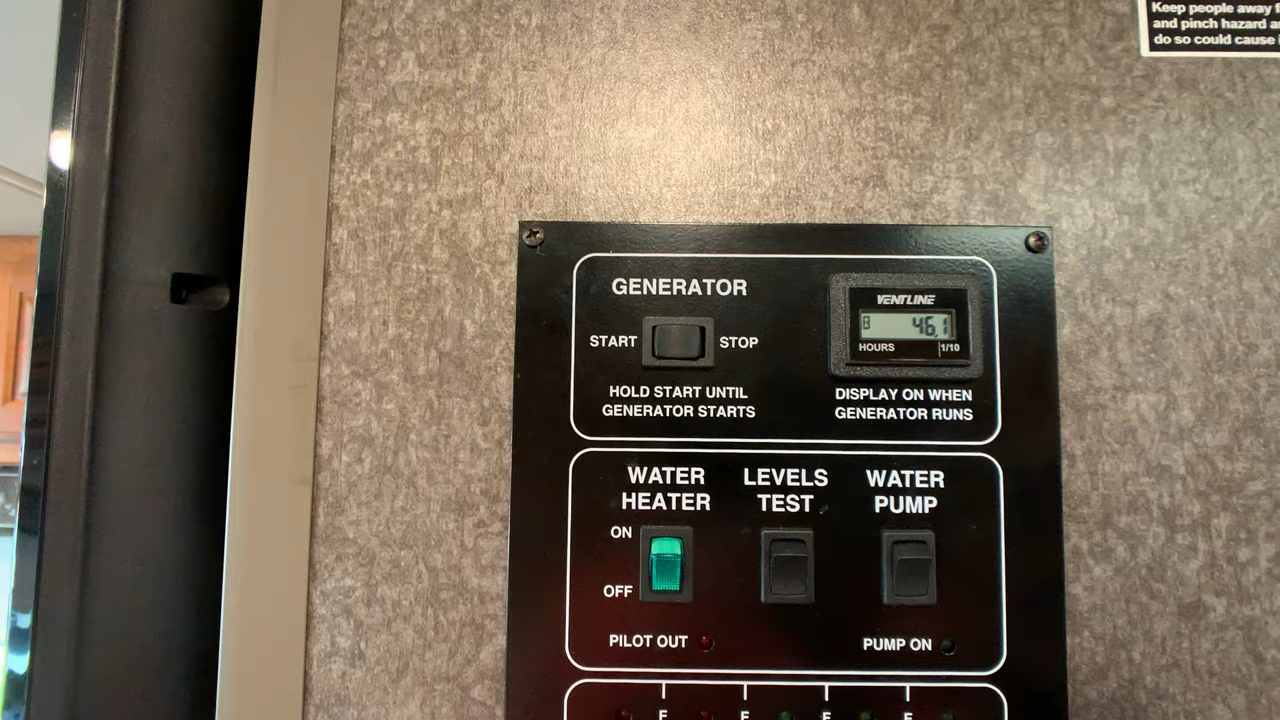 Keep people away f
and pinch hazard a
do so could cause
GENERATOR
START
STOP
HOLD START UNTIL
GENERATOR STARTS
VENTLINE
46.1
HOURS
1/10
DISPLAY ON WHEN
GENERATOR RUNS
WATER
HEATER
ON
OFF
PILOT OUT
LEVELS
TEST
WATER
PUMP
PUMP ON